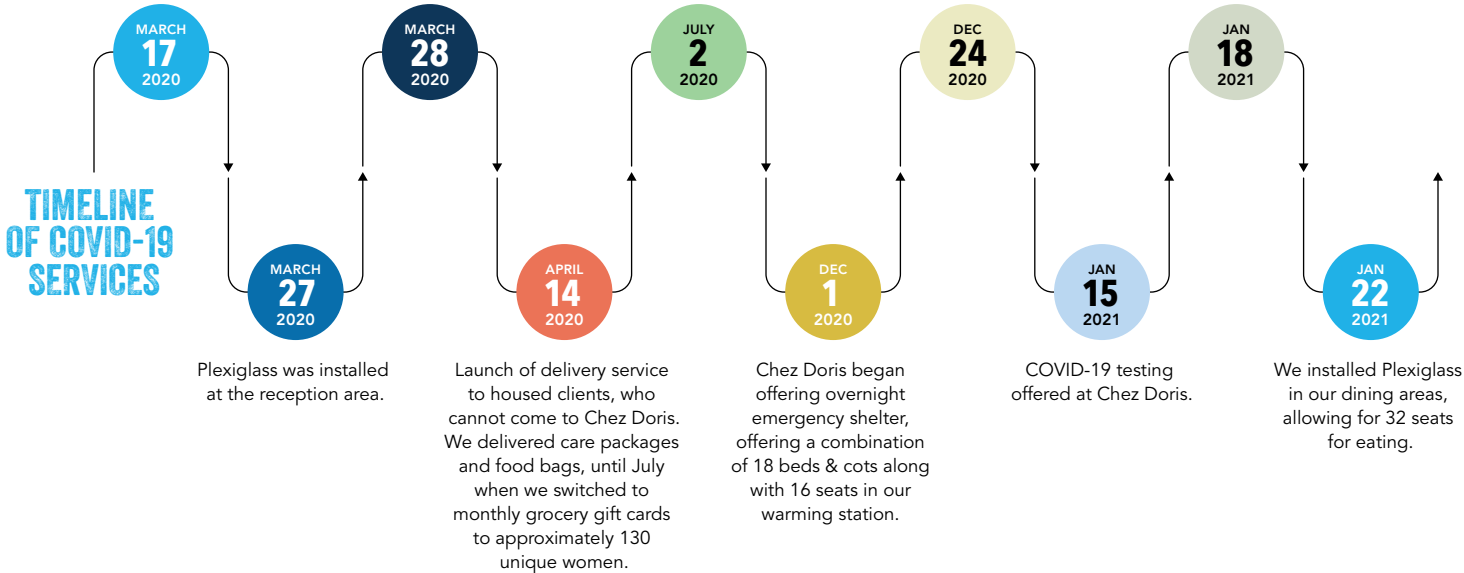 TIMELINE
OF COVID-19
SERVICES
MARCH
17
2020
MARCH
27
2020
Plexiglass was installed
at the reception area.
MARCH
28
2020
APRIL
14
2020
Launch of delivery service
to housed clients, who
cannot come to Chez Doris.
We delivered care packages
and food bags, until July
when we switched to
monthly grocery gift cards
to approximately 130
unique women.
JULY
2
2020
DEC
1
2020
Chez Doris began
offering overnight
emergency shelter,
offering a combination
of 18 beds & cots along
with 16 seats in our
warming station.
DEC
24
2020
JAN
15
2021
COVID-19 testing
offered at Chez Doris.
JAN
18
2021
JAN
22
2021
We installed Plexiglass
in our dining areas,
allowing for 32 seats
for eating.